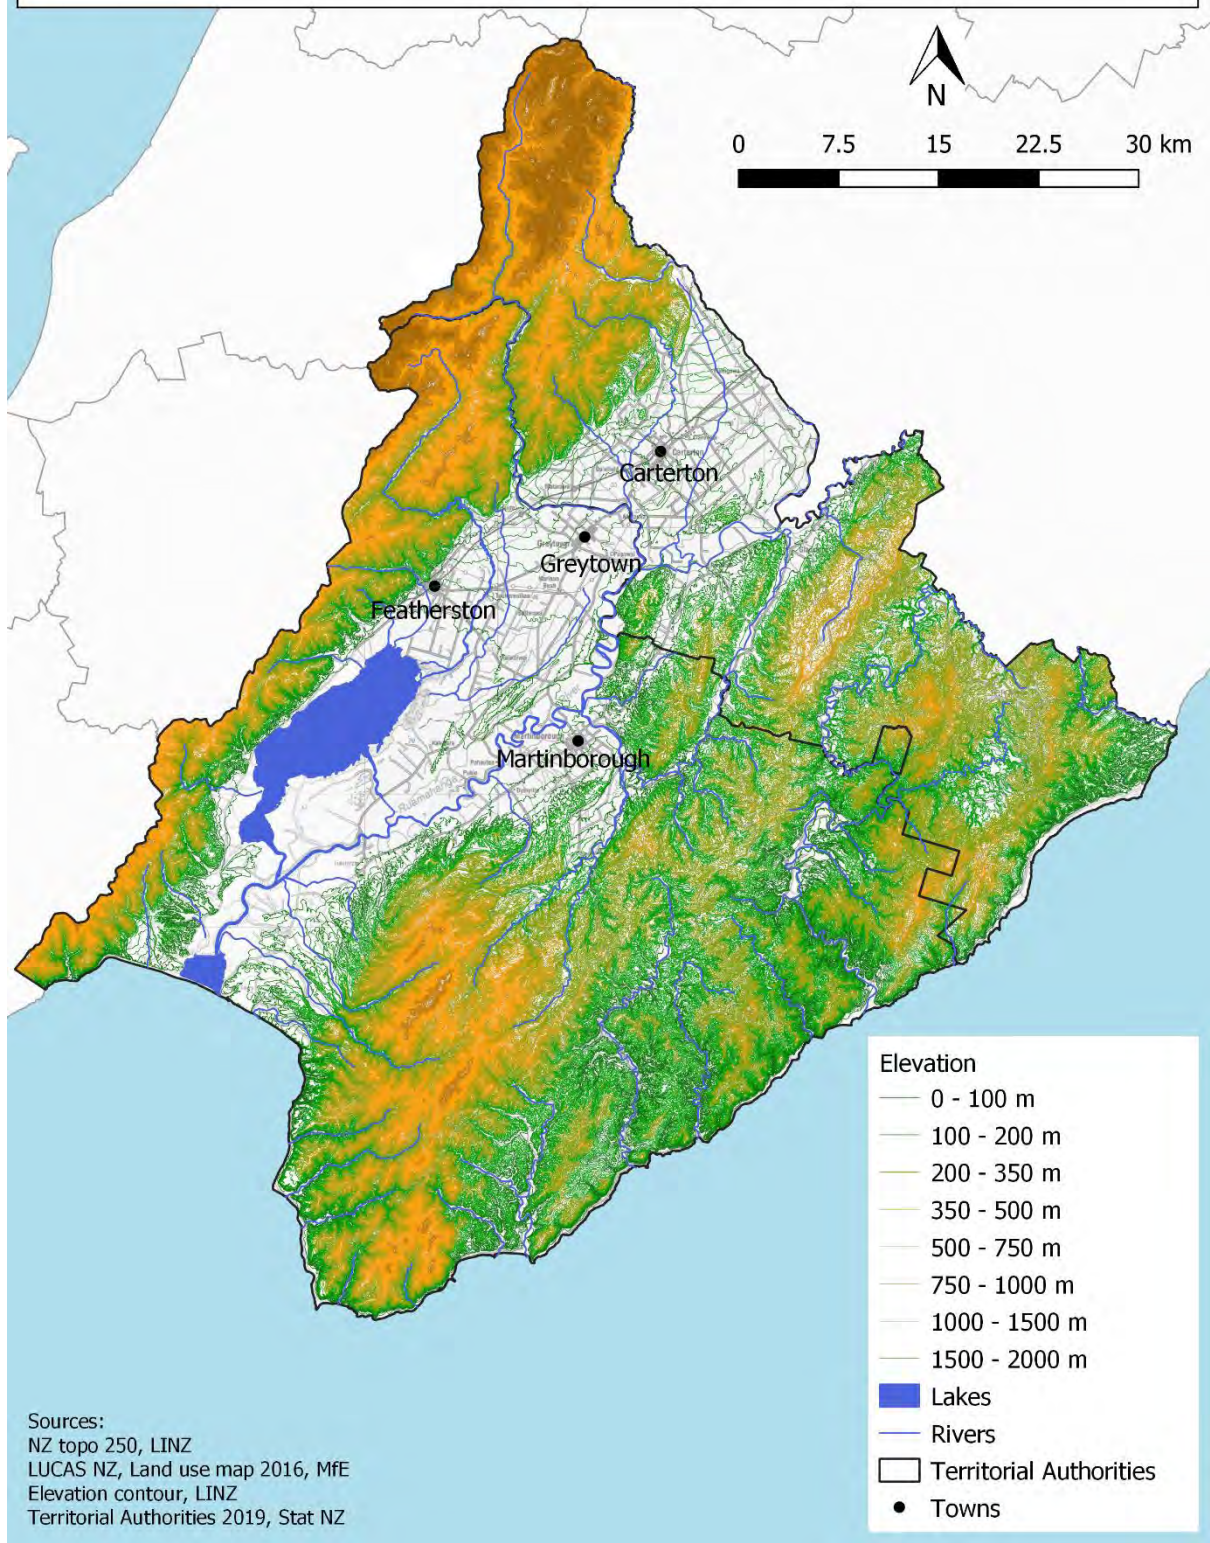 N
0 7.5 15 22.5 30 km
Carterton
Greytown
Featherston
Martinborough
Elevation
0 - 100 m
100 - 200 m
200 - 350 m
350 - 500 m
500 - 750 m
750 - 1000 m
1000 - 1500 m
1500 - 2000 m
Lakes
Rivers
Territorial Authorities
Towns
Sources:
NZ topo 250, LINZ
LUCAS NZ, Land use map 2016, MfE
Elevation contour, LINZ
Territorial Authorities 2019, Stat NZ